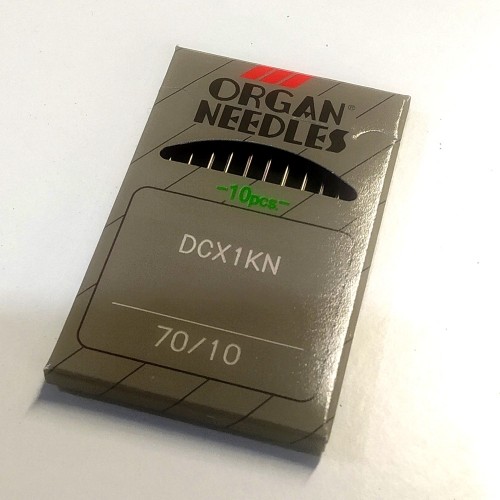 ORGAN®
NEEDLES
-10pcs.-
DCX1KN
70/10